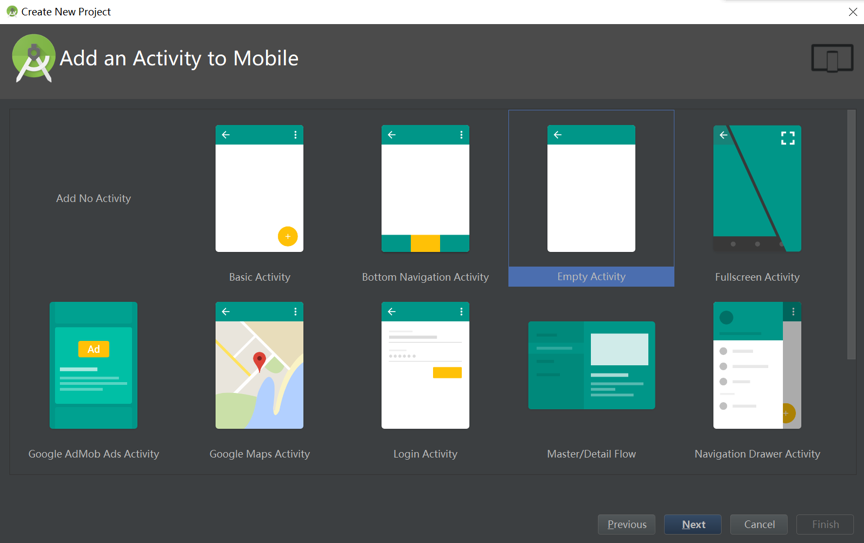 Create New Project
Add an Activity to Mobile
Add No Activity
Basic Activity
Bottom Navigation Activity
Empty Activity
Fullscreen Activity
Ad
Google AdMob Ads Activity
Google Maps Activity
Login Activity
Master/Detail Flow
Navigation Drawer Activity
Previous
Next
Cancel
Finish